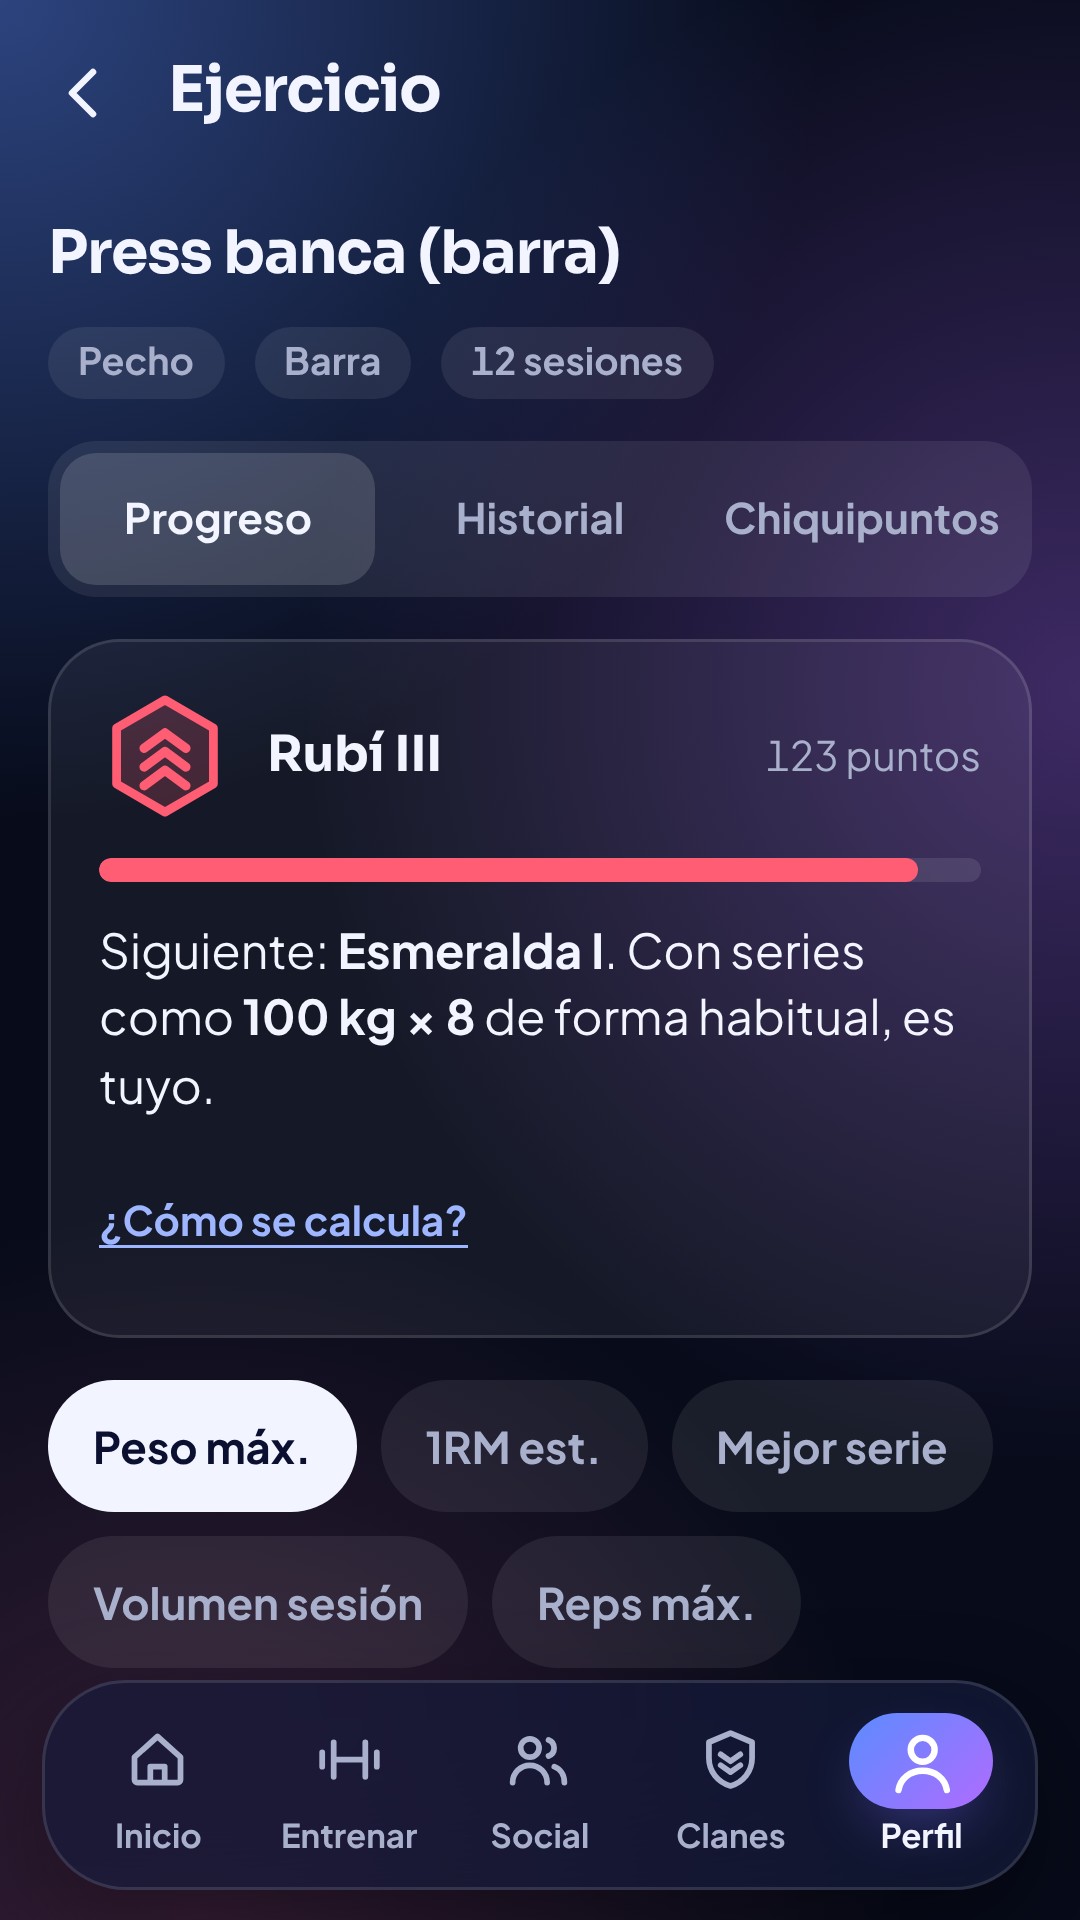 Ejercicio
Press banca (barra)
Pecho
Barra
12 sesiones
Progreso
Historial
Chiquipuntos
Rubí III
123 puntos
Siguiente: Esmeralda I. Con series
como 100 kg × 8 de forma habitual, es
tuyo.
¿Cómo se calcula?
Peso máx.
1RM est.
Mejor serie
Volumen sesión
Reps máx.
Inicio
Entrenar
Social
Clanes
Perfil